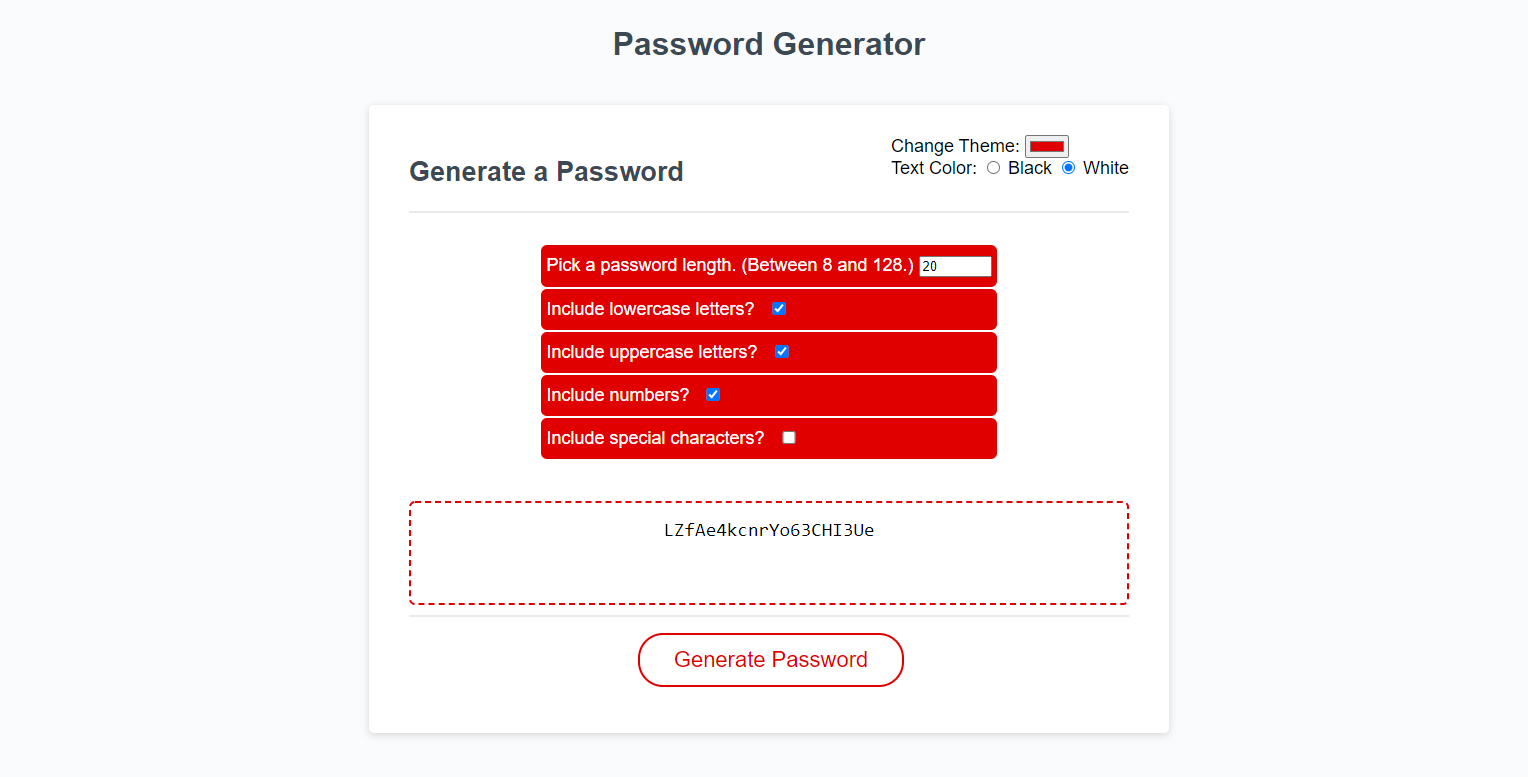 Password Generator
Generate a Password
Change Theme:
Text Color: Black White
Pick a password length. (Between 8 and 128.) 20
Include lowercase letters?
Include uppercase letters?
Include numbers?
Include special characters?
LZfAe4kcnrYo63CHI3Ue
Generate Password